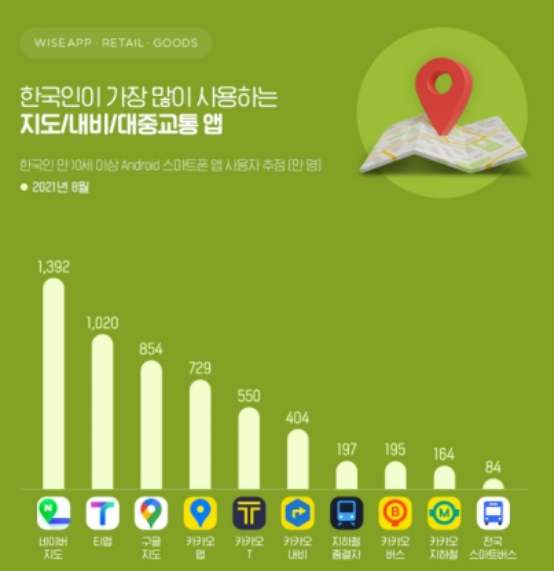 WISEAPP · RETAIL · GOODS
한국인이 가장 많이 사용하는
지도/내비/대중교통 앱
한국인 만 10세 이상 Android 스마트폰 앱 사용자 추정 (만 명)
● 2021년 8월
1,392
1,020
854
729
550
404
197
195
164
84
N
T
B
M
네이버
지도
티맵
구글
지도
카카오
맵
카카오
T
카카오
내비
지하철
종결자
카카오
버스
카카오
지하철
전국
스마트버스